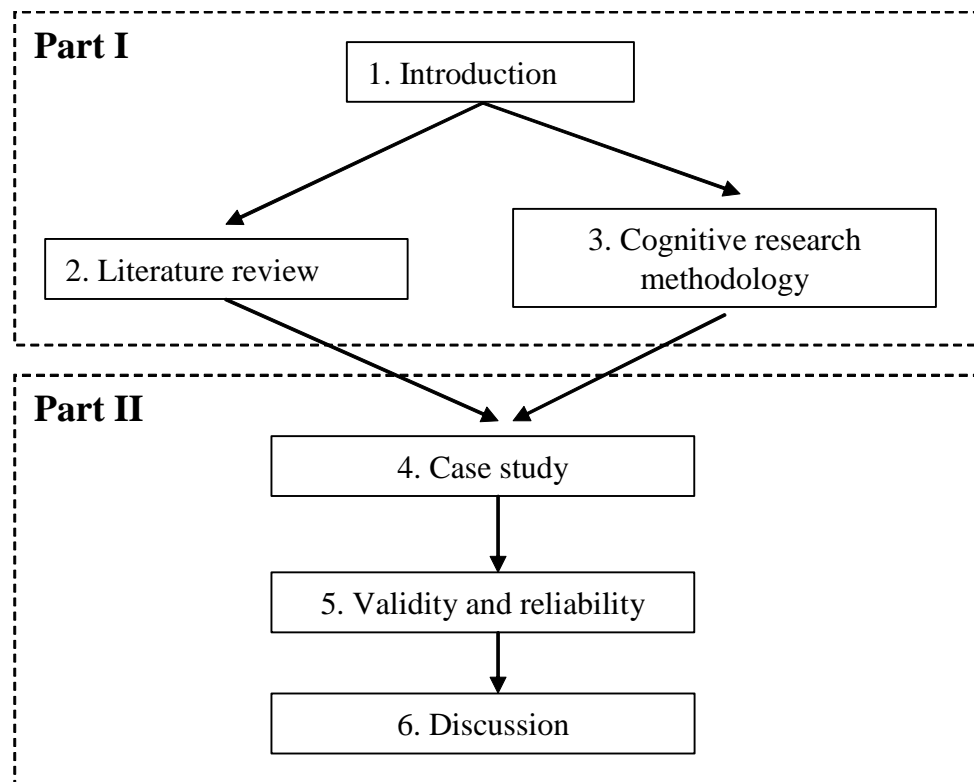 Part I
1. Introduction
2. Literature review
3. Cognitive research
methodology
Part II
4. Case study
5. Validity and reliability
6. Discussion